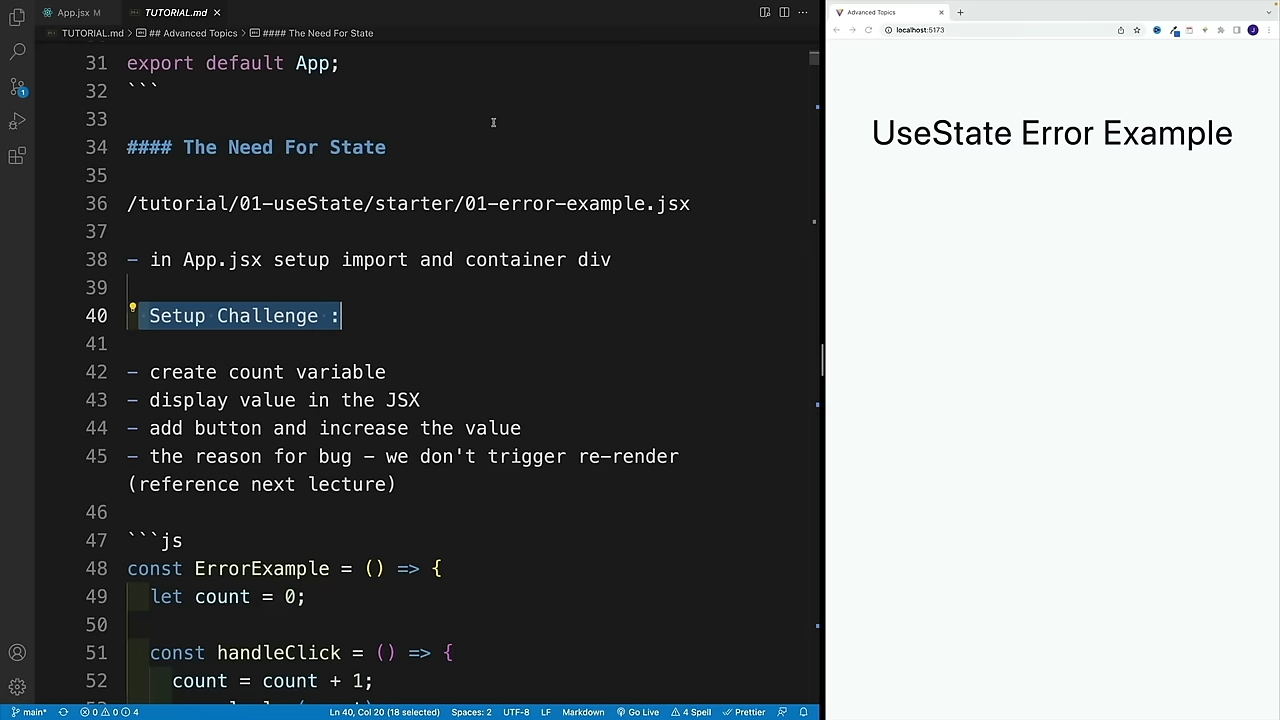 App.jsx M
TUTORIAL.md
Advanced Topics
TUTORIAL.md
#### The Need For State
localhost:5173
31 export default App;
32 ```
33
34 #### The Need For State
35
36 /tutorial/01-useState/starter/01-error-example.jsx
37
38 - in App.jsx setup import and container div
39
40 Setup Challenge :
41
42 - create count variable
43 - display value in the JSX
44 - add button and increase the value
45 - the reason for bug - we don't trigger re-render
(reference next lecture)
46
47 ```js
48 const ErrorExample = () => {
49 let count = 0;
50
51 const handleClick = () => {
52 count = count + 1;
UseState Error Example
1
J
main* 0 0 4 Ln 40, Col 20 (18 selected) Spaces: 2 UTF-8 LF Markdown Go Live 4 Spell Prettier